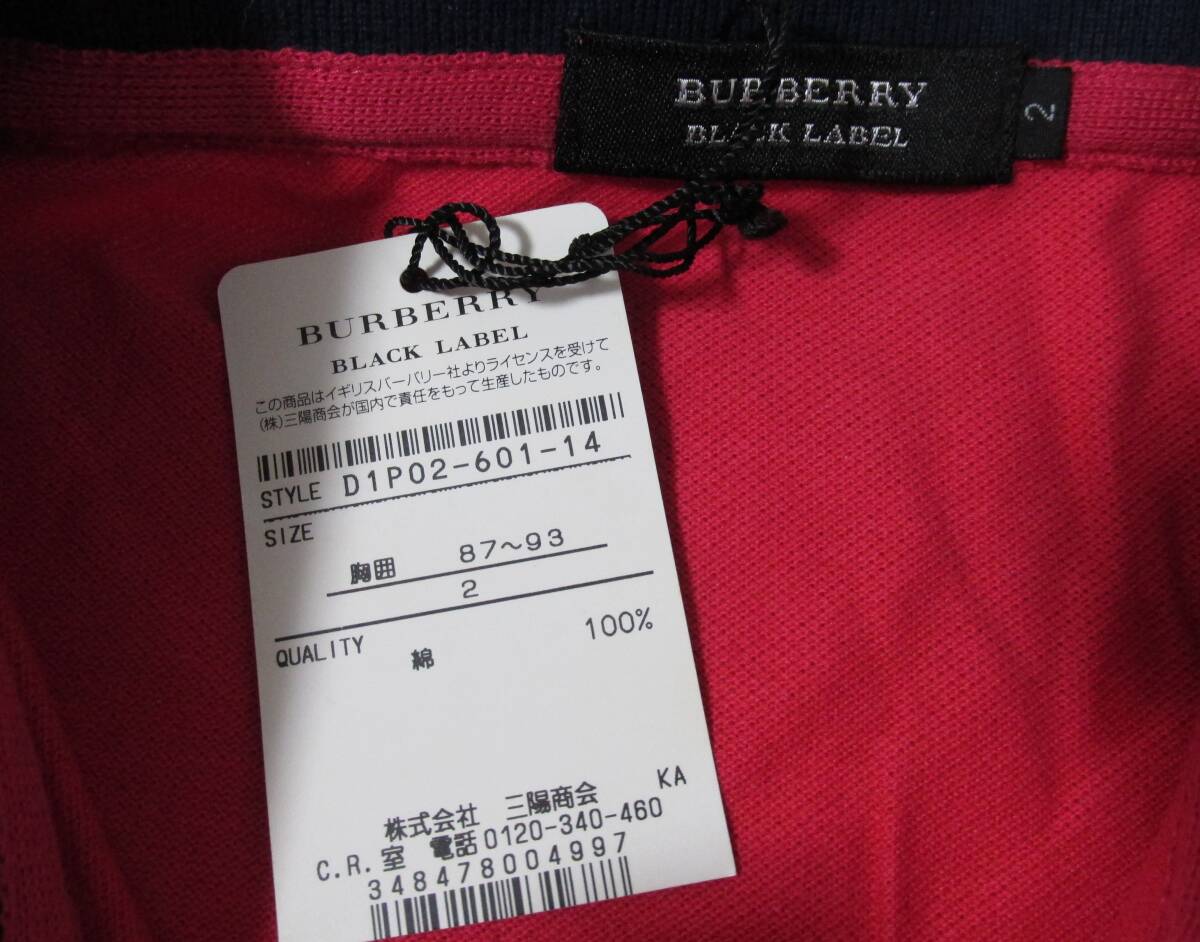 BURBERRY
BLACK LABEL
2
BURBERRY
BLACK LABEL
この商品はイギリスバーバリー社よりライセンスを受けて
(株)三陽商会が国内で責任をもって生産したものです。
STYLE D1P02-601-14
SIZE
胸囲 87〜93
2
QUALITY
綿 100%
株式会社 三陽商会 KA
C.R.室 電話0120-340-460
348478004997